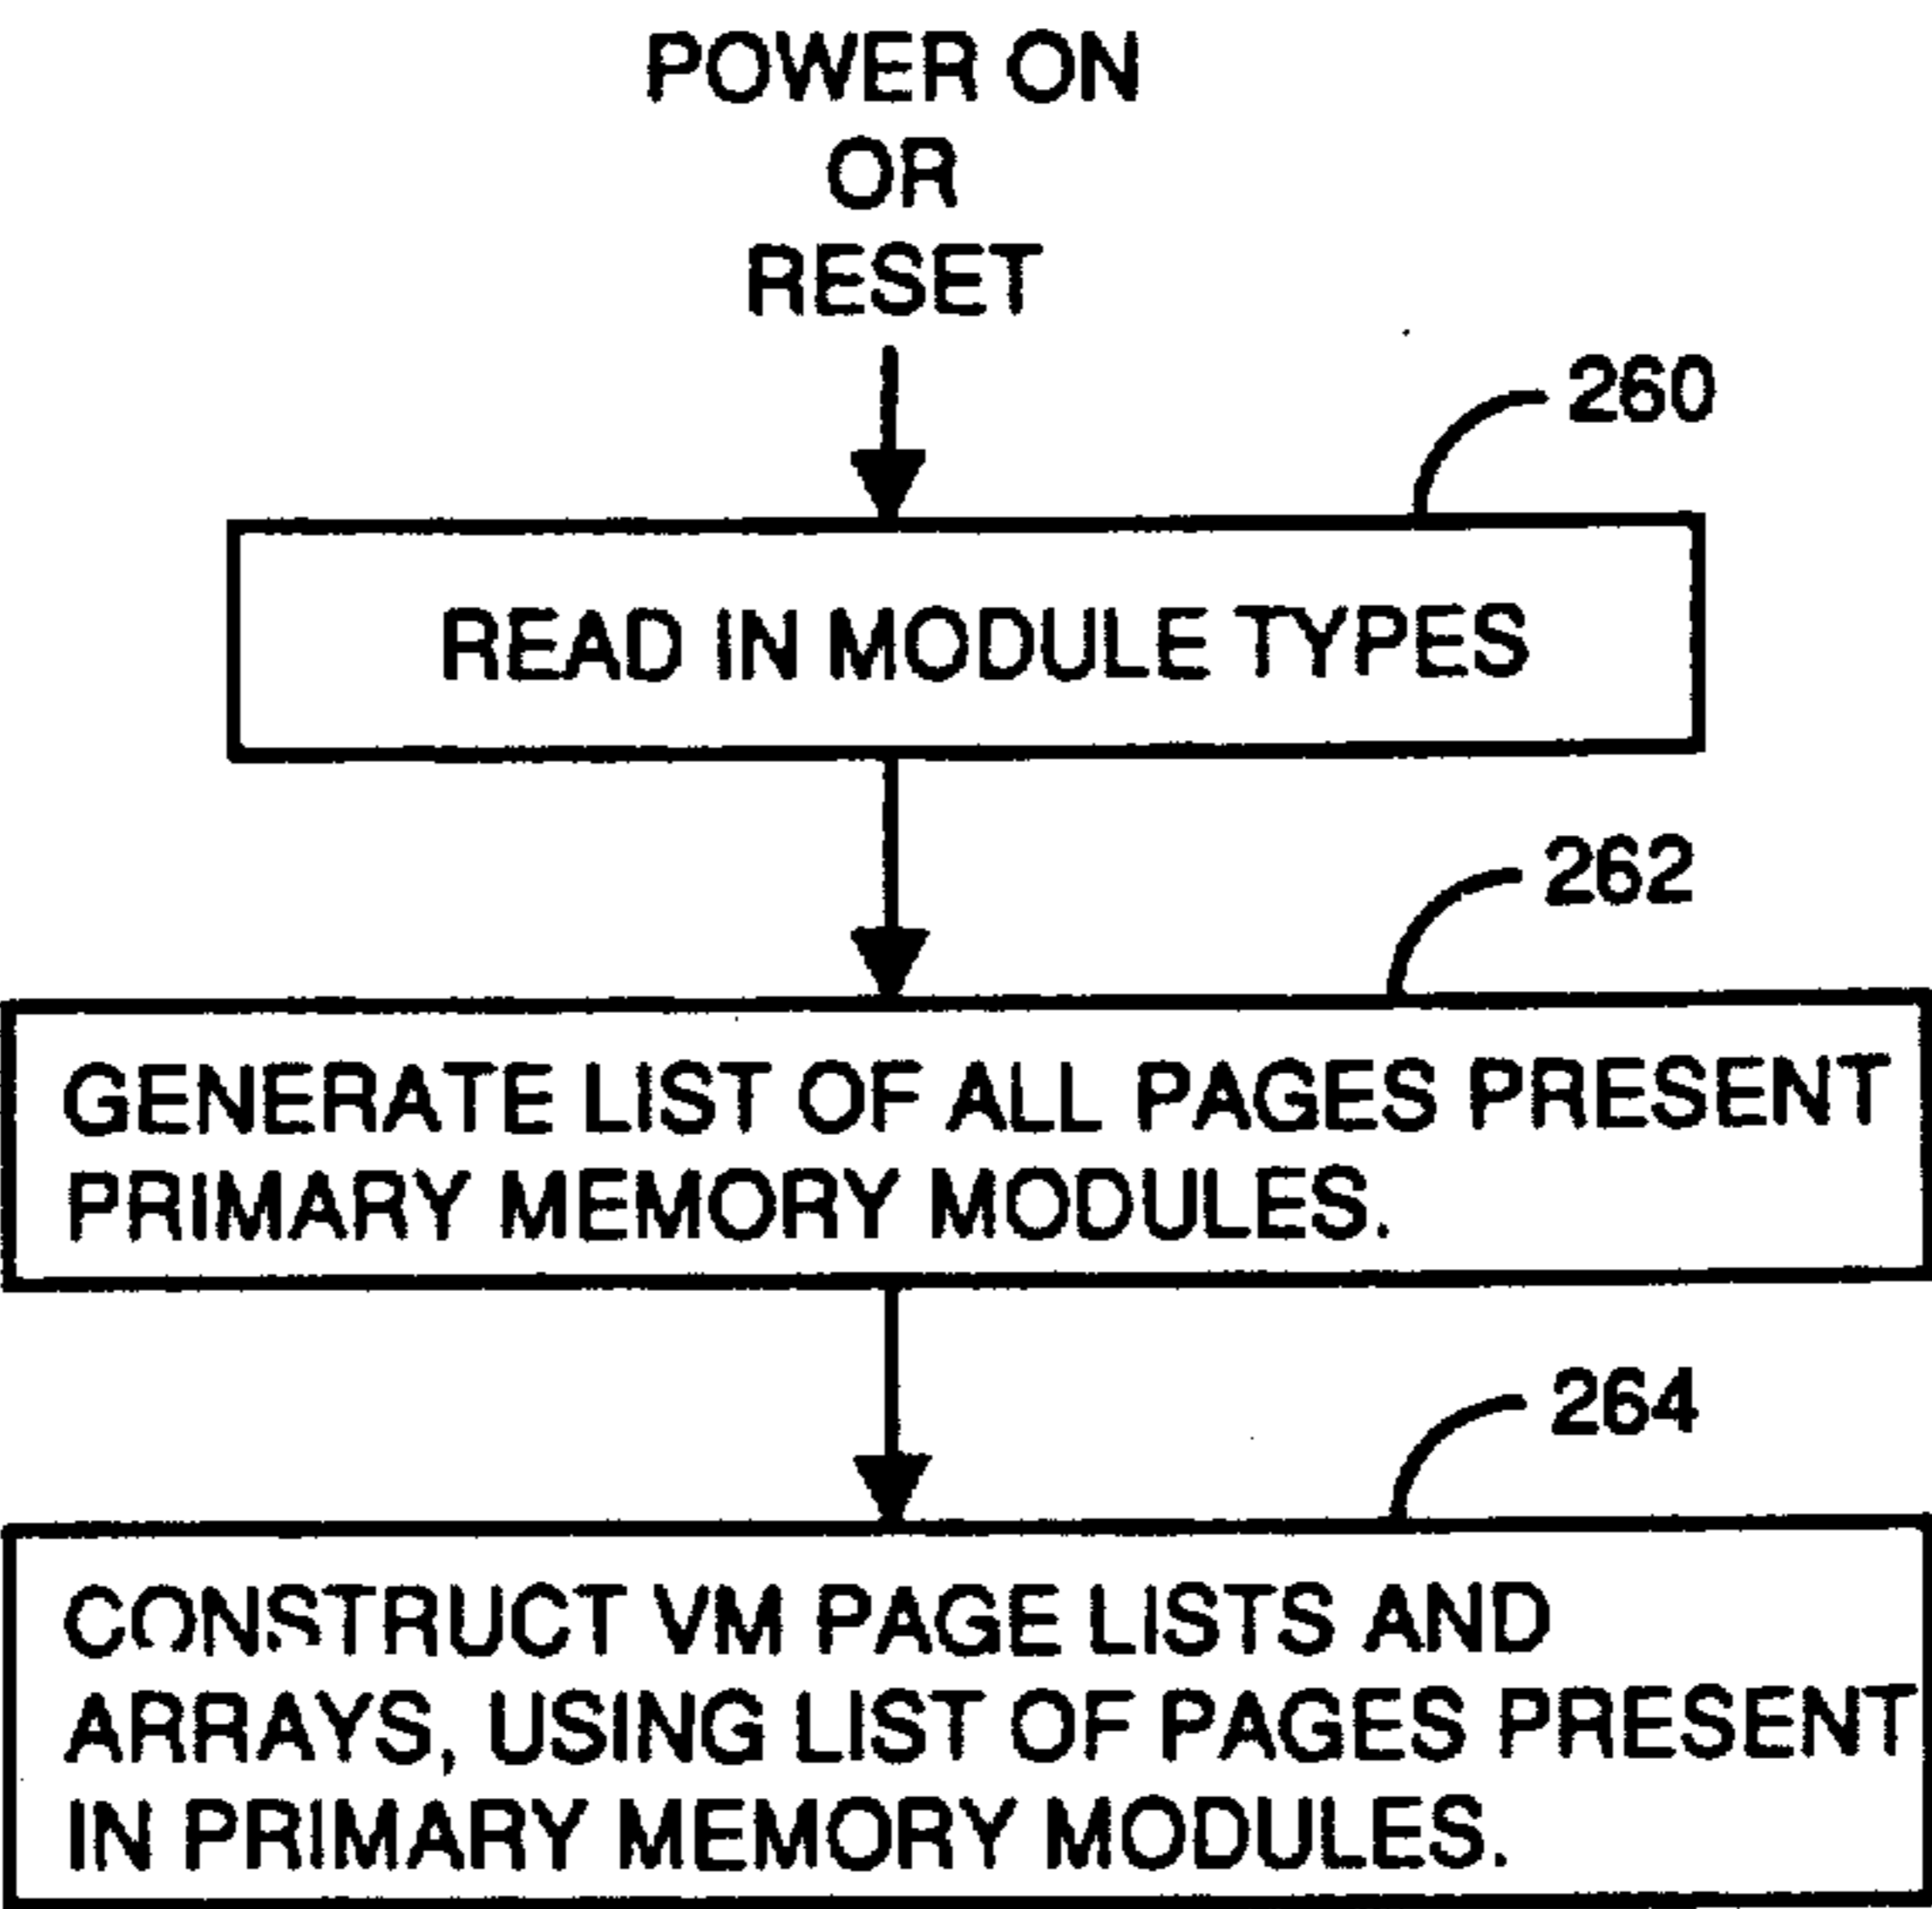 POWER ON
OR
RESET
260
READ IN MODULE TYPES
262
GENERATE LIST OF ALL PAGES PRESENT
PRIMARY MEMORY MODULES.
264
CONSTRUCT VM PAGE LISTS AND
ARRAYS, USING LIST OF PAGES PRESENT
IN PRIMARY MEMORY MODULES.